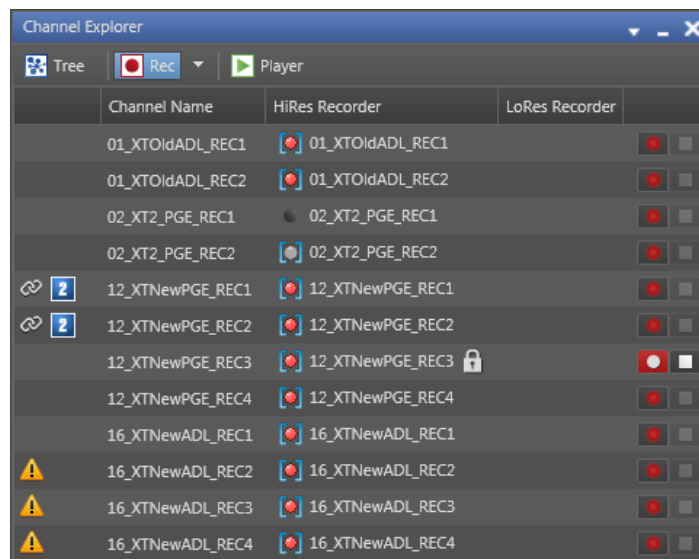 Channel Explorer
Tree Rec Player
Channel Name HiRes Recorder LoRes Recorder
01_XTOldADL_REC1 01_XTOldADL_REC1
01_XTOldADL_REC2 01_XTOldADL_REC2
02_XT2_PGE_REC1 02_XT2_PGE_REC1
02_XT2_PGE_REC2 02_XT2_PGE_REC2
2 12_XTNewPGE_REC1 12_XTNewPGE_REC1
2 12_XTNewPGE_REC2 12_XTNewPGE_REC2
12_XTNewPGE_REC3 12_XTNewPGE_REC3
12_XTNewPGE_REC4 12_XTNewPGE_REC4
16_XTNewADL_REC1 16_XTNewADL_REC1
16_XTNewADL_REC2 16_XTNewADL_REC2
16_XTNewADL_REC3 16_XTNewADL_REC3
16_XTNewADL_REC4 16_XTNewADL_REC4